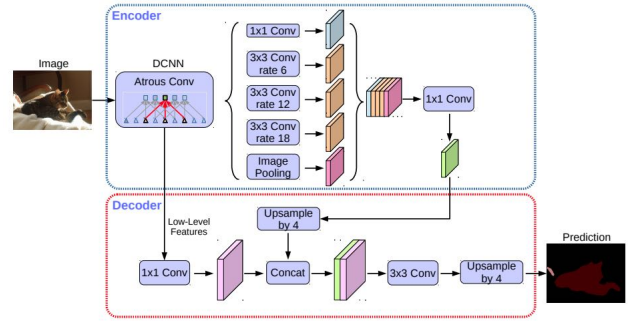 Encoder
Image
DCNN
Atrous Conv
1x1 Conv
3x3 Conv
rate 6
3x3 Conv
rate 12
3x3 Conv
rate 18
Image
Pooling
1x1 Conv
Decoder
Low-Level
Features
Upsample
by 4
1x1 Conv
Concat
3x3 Conv
Upsample
by 4
Prediction